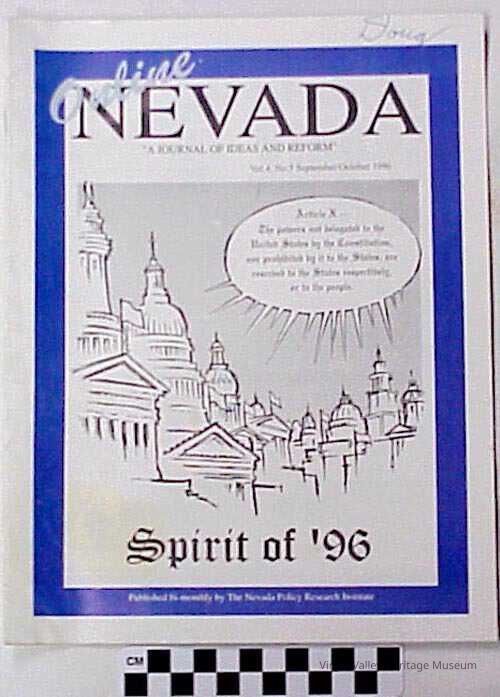 Doug
Online
NEVADA
"A JOURNAL OF IDEAS AND REFORM"
Vol 4, No 5 September/October 1996
Article X
The powers not delegated to the
United States by the Constitution,
nor prohibited by it to the States, are
reserved to the States respectively,
or to the people.
Spirit of '96
Published bi-monthly by The Nevada Policy Research Institute
CM
Virgin Valley Heritage Museum